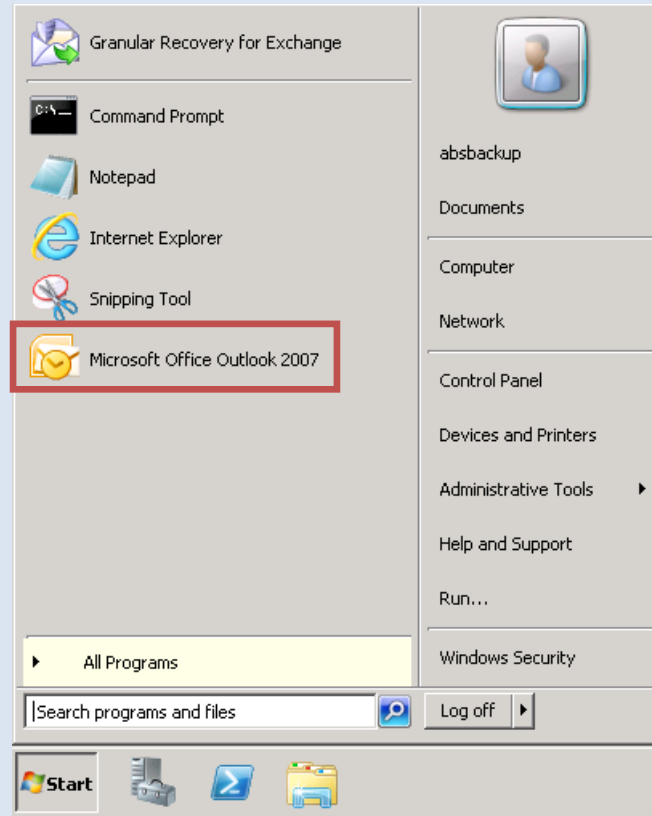 Granular Recovery for Exchange
C:\
Command Prompt
Notepad
Internet Explorer
Snipping Tool
Microsoft Office Outlook 2007
All Programs
Search programs and files
absbackup
Documents
Computer
Network
Control Panel
Devices and Printers
Administrative Tools
Help and Support
Run...
Windows Security
Log off
Start